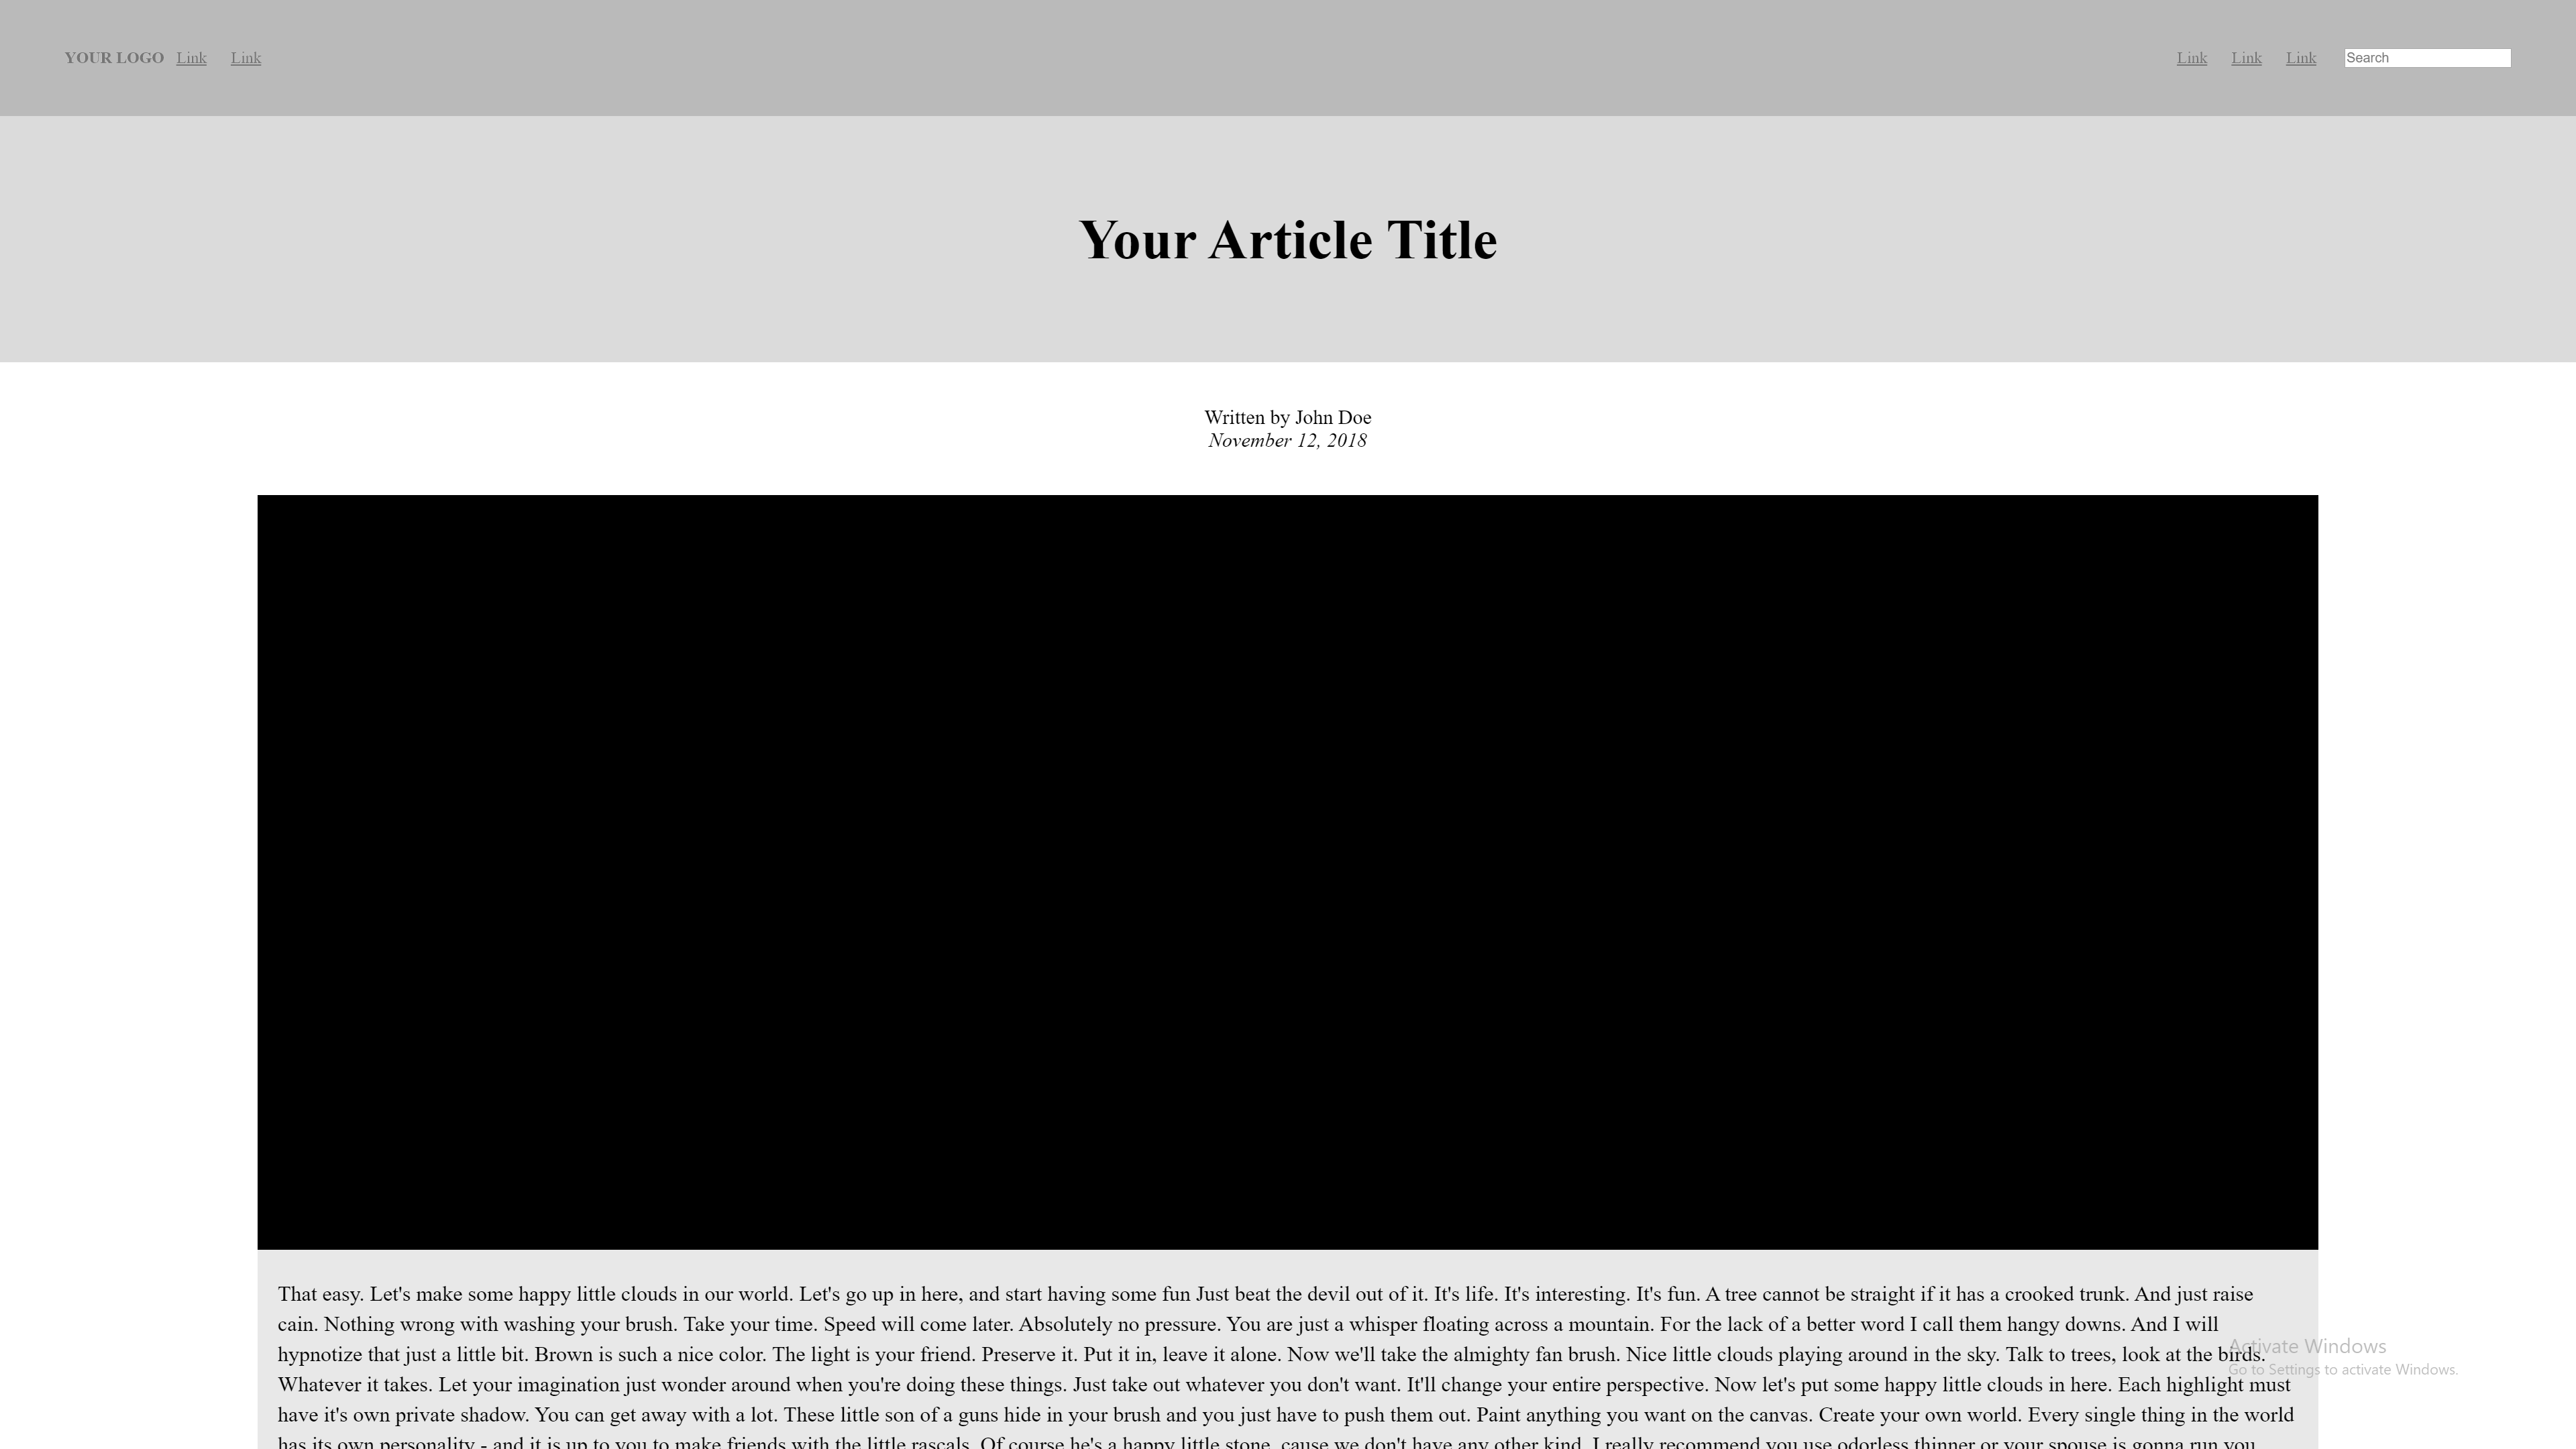 YOUR LOGO Link Link Link Link Link Search
Your Article Title
Written by John Doe
November 12, 2018
That easy. Let's make some happy little clouds in our world. Let's go up in here, and start having some fun Just beat the devil out of it. It's life. It's interesting. It's fun. A tree cannot be straight if it has a crooked trunk. And just raise
cain. Nothing wrong with washing your brush. Take your time. Speed will come later. Absolutely no pressure. You are just a whisper floating across a mountain. For the lack of a better word I call them hangy downs. And I will
hypnotize that just a little bit. Brown is such a nice color. The light is your friend. Preserve it. Put it in, leave it alone. Now we'll take the almighty fan brush. Nice little clouds playing around in the sky. Talk to trees, look at the birds.
Whatever it takes. Let your imagination just wonder around when you're doing these things. Just take out whatever you don't want. It'll change your entire perspective. Now let's put some happy little clouds in here. Each highlight must
have it's own private shadow. You can get away with a lot. These little son of a guns hide in your brush and you just have to push them out. Paint anything you want on the canvas. Create your own world. Every single thing in the world
has its own personality - and it is up to you to make friends with the little rascals. Of course he's a happy little stone, cause we don't have any other kind. I really recommend you use odorless thinner or your spouse is gonna run you
Activate Windows
Go to Settings to activate Windows.